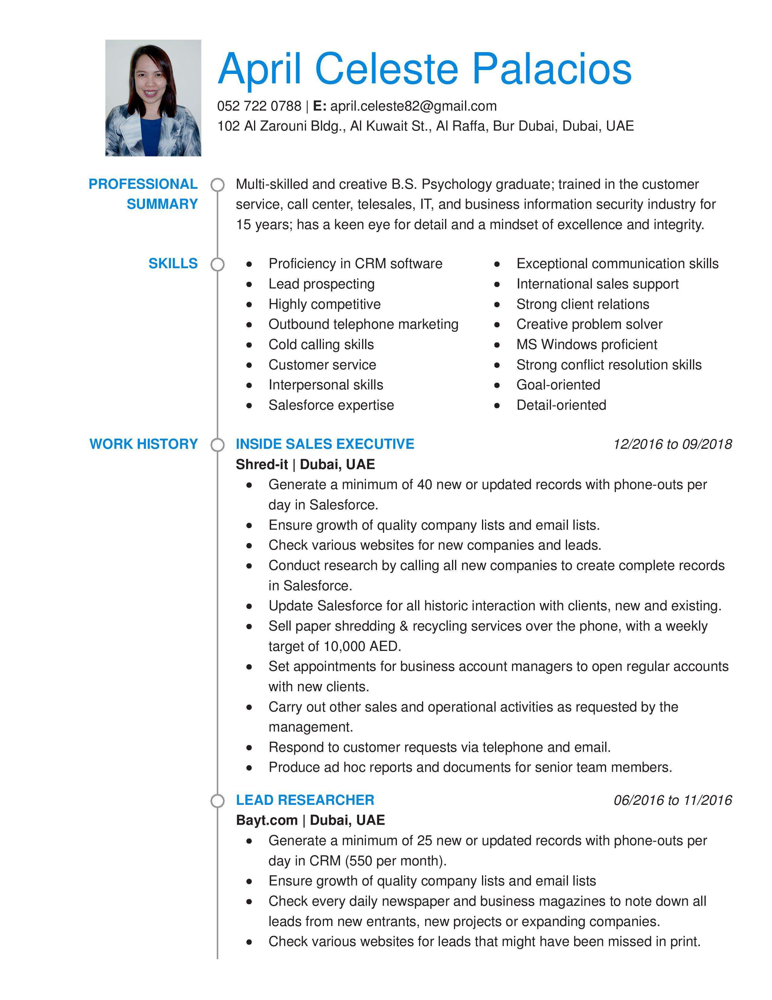 April Celeste Palacios
052 722 0788 | E: april.celeste82@gmail.com
102 Al Zarouni Bldg., Al Kuwait St., Al Raffa, Bur Dubai, Dubai, UAE
PROFESSIONAL
SUMMARY
Multi-skilled and creative B.S. Psychology graduate; trained in the customer
service, call center, telesales, IT, and business information security industry for
15 years; has a keen eye for detail and a mindset of excellence and integrity.
SKILLS
• Proficiency in CRM software
• Lead prospecting
• Highly competitive
• Outbound telephone marketing
• Cold calling skills
• Customer service
• Interpersonal skills
• Salesforce expertise
• Exceptional communication skills
• International sales support
• Strong client relations
• Creative problem solver
• MS Windows proficient
• Strong conflict resolution skills
• Goal-oriented
• Detail-oriented
WORK HISTORY
INSIDE SALES EXECUTIVE 12/2016 to 09/2018
Shred-it | Dubai, UAE
• Generate a minimum of 40 new or updated records with phone-outs per
day in Salesforce.
• Ensure growth of quality company lists and email lists.
• Check various websites for new companies and leads.
• Conduct research by calling all new companies to create complete records
in Salesforce.
• Update Salesforce for all historic interaction with clients, new and existing.
• Sell paper shredding & recycling services over the phone, with a weekly
target of 10,000 AED.
• Set appointments for business account managers to open regular accounts
with new clients.
• Carry out other sales and operational activities as requested by the
management.
• Respond to customer requests via telephone and email.
• Produce ad hoc reports and documents for senior team members.
LEAD RESEARCHER 06/2016 to 11/2016
Bayt.com | Dubai, UAE
• Generate a minimum of 25 new or updated records with phone-outs per
day in CRM (550 per month).
• Ensure growth of quality company lists and email lists
• Check every daily newspaper and business magazines to note down all
leads from new entrants, new projects or expanding companies.
• Check various websites for leads that might have been missed in print.